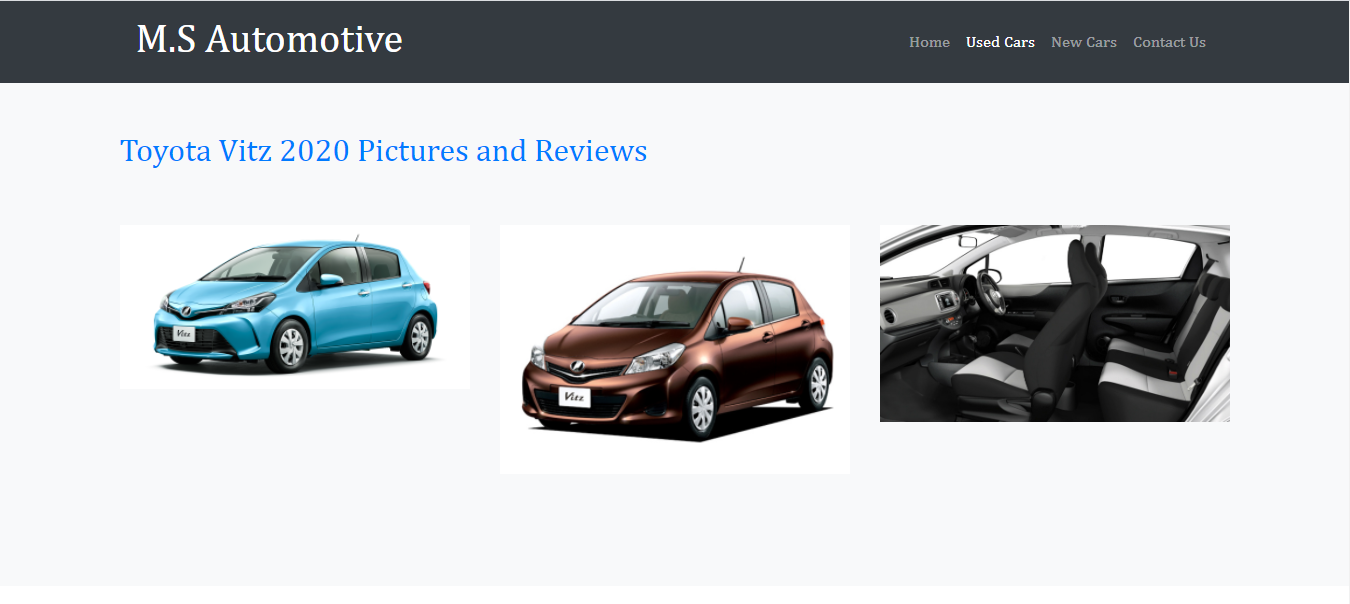 M.S Automotive
Home Used Cars New Cars Contact Us
Toyota Vitz 2020 Pictures and Reviews
Vitz
Vitz